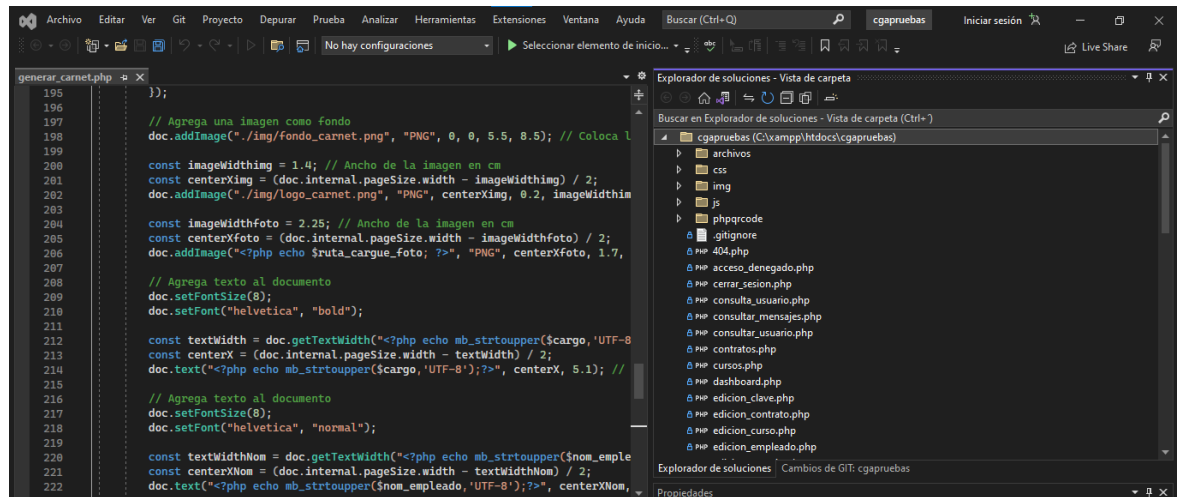 Archivo Editar Ver Git Proyecto Depurar Prueba Analizar Herramientas Extensiones Ventana Ayuda Buscar (Ctrl+Q) cgapruebas Iniciar sesión
No hay configuraciones Seleccionar elemento de inicio... Live Share
generar_carnet.php
195 });
196
197 // Agrega una imagen como fondo
198 doc.addImage("./img/fondo_carnet.png", "PNG", 0, 0, 5.5, 8.5); // Coloca l
199
200 const imageWidthimg = 1.4; // Ancho de la imagen en cm
201 const centerXimg = (doc.internal.pageSize.width - imageWidthimg) / 2;
202 doc.addImage("./img/logo_carnet.png", "PNG", centerXimg, 0.2, imageWidthim
203
204 const imageWidthfoto = 2.25; // Ancho de la imagen en cm
205 const centerXfoto = (doc.internal.pageSize.width - imageWidthfoto) / 2;
206 doc.addImage("<?php echo $ruta_cargue_foto; ?>", "PNG", centerXfoto, 1.7,
207
208 // Agrega texto al documento
209 doc.setFontSize(8);
210 doc.setFont("helvetica", "bold");
211
212 const textWidth = doc.getTextWidth("<?php echo mb_strtoupper($cargo,'UTF-8
213 const centerX = (doc.internal.pageSize.width - textWidth) / 2;
214 doc.text("<?php echo mb_strtoupper($cargo,'UTF-8');?>", centerX, 5.1); //
215
216 // Agrega texto al documento
217 doc.setFontSize(8);
218 doc.setFont("helvetica", "normal");
219
220 const textWidthNom = doc.getTextWidth("<?php echo mb_strtoupper($nom_emple
221 const centerXNom = (doc.internal.pageSize.width - textWidthNom) / 2;
222 doc.text("<?php echo mb_strtoupper($nom_empleado,'UTF-8');?>", centerXNom,
Explorador de soluciones - Vista de carpeta
Buscar en Explorador de soluciones - Vista de carpeta (Ctrl+´)
cgapruebas (C:\xampp\htdocs\cgapruebas)
archivos
css
img
js
phpqrcode
.gitignore
PHP 404.php
PHP acceso_denegado.php
PHP cerrar_sesion.php
PHP consulta_usuario.php
PHP consultar_mensajes.php
PHP consultar_usuario.php
PHP contratos.php
PHP cursos.php
PHP dashboard.php
PHP edicion_clave.php
PHP edicion_contrato.php
PHP edicion_curso.php
PHP edicion_empleado.php
Explorador de soluciones Cambios de GIT: cgapruebas
Propiedades